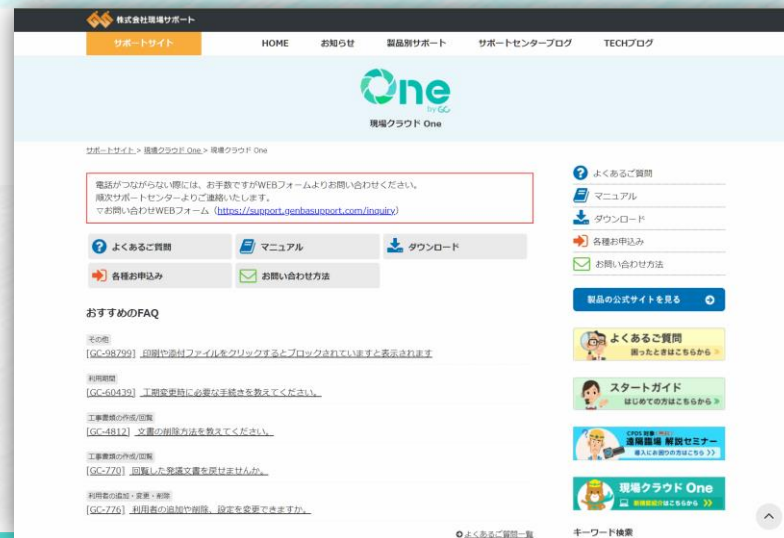 株式会社現場サポート
サポートサイト
HOME
お知らせ
製品別サポート
サポートセンターブログ
TECHブログ
One
by GC
現場クラウド One
サポートサイト > 現場クラウド One > 現場クラウド One
電話がつながらない際には、お手数ですがWEBフォームよりお問い合わせください。
順次サポートセンターよりご連絡いたします。
▽お問い合わせWEBフォーム（https://support.genbasupport.com/inquiry）
よくあるご質問
マニュアル
ダウンロード
各種お申込み
お問い合わせ方法
おすすめのFAQ
その他
[GC-98799] 印刷や添付ファイルをクリックするとブロックされていますと表示されます
利用期間
[GC-60439] 工期変更時に必要な手続きを教えてください。
工事書類の作成/回覧
[GC-4812] 文書の削除方法を教えてください。
工事書類の作成/回覧
[GC-770] 回覧した発議文書を戻せませんか。
利用者の追加・変更・削除
[GC-776] 利用者の追加や削除、設定を変更できますか。
よくあるご質問一覧
よくあるご質問
マニュアル
ダウンロード
各種お申込み
お問い合わせ方法
製品の公式サイトを見る
よくあるご質問
困ったときはこちらから
スタートガイド
はじめての方はこちらから
遠隔臨場 解説セミナー
導入にお困りの方はこちら
現場クラウド One
新機能紹介はこちらから
キーワード検索